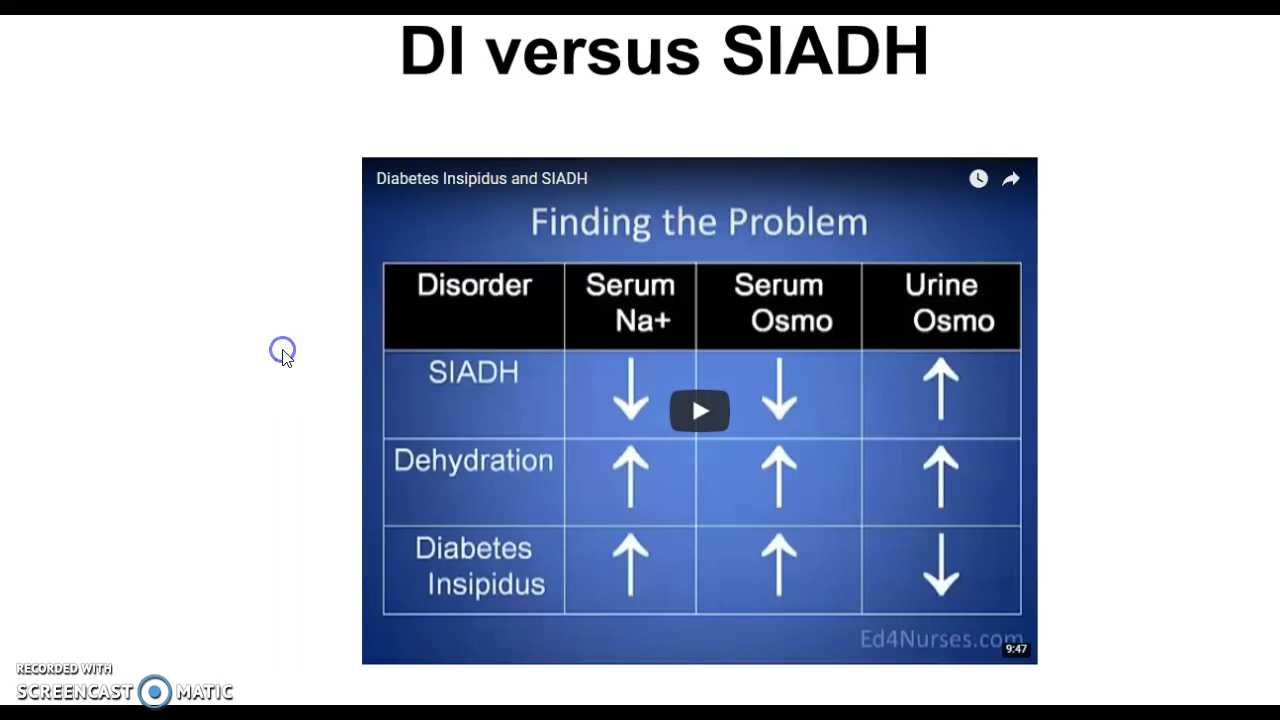 DI versus SIADH
Diabetes Insipidus and SIADH
Finding the Problem
Disorder
Serum Na+
Serum Osmo
Urine Osmo
SIADH
↓ ↓ ↑
Dehydration
↑ ↑ ↑
Diabetes Insipidus
↑ ↑ ↓
Ed4Nurses.com
9:47
RECORDED WITH
SCREENCAST MATIC